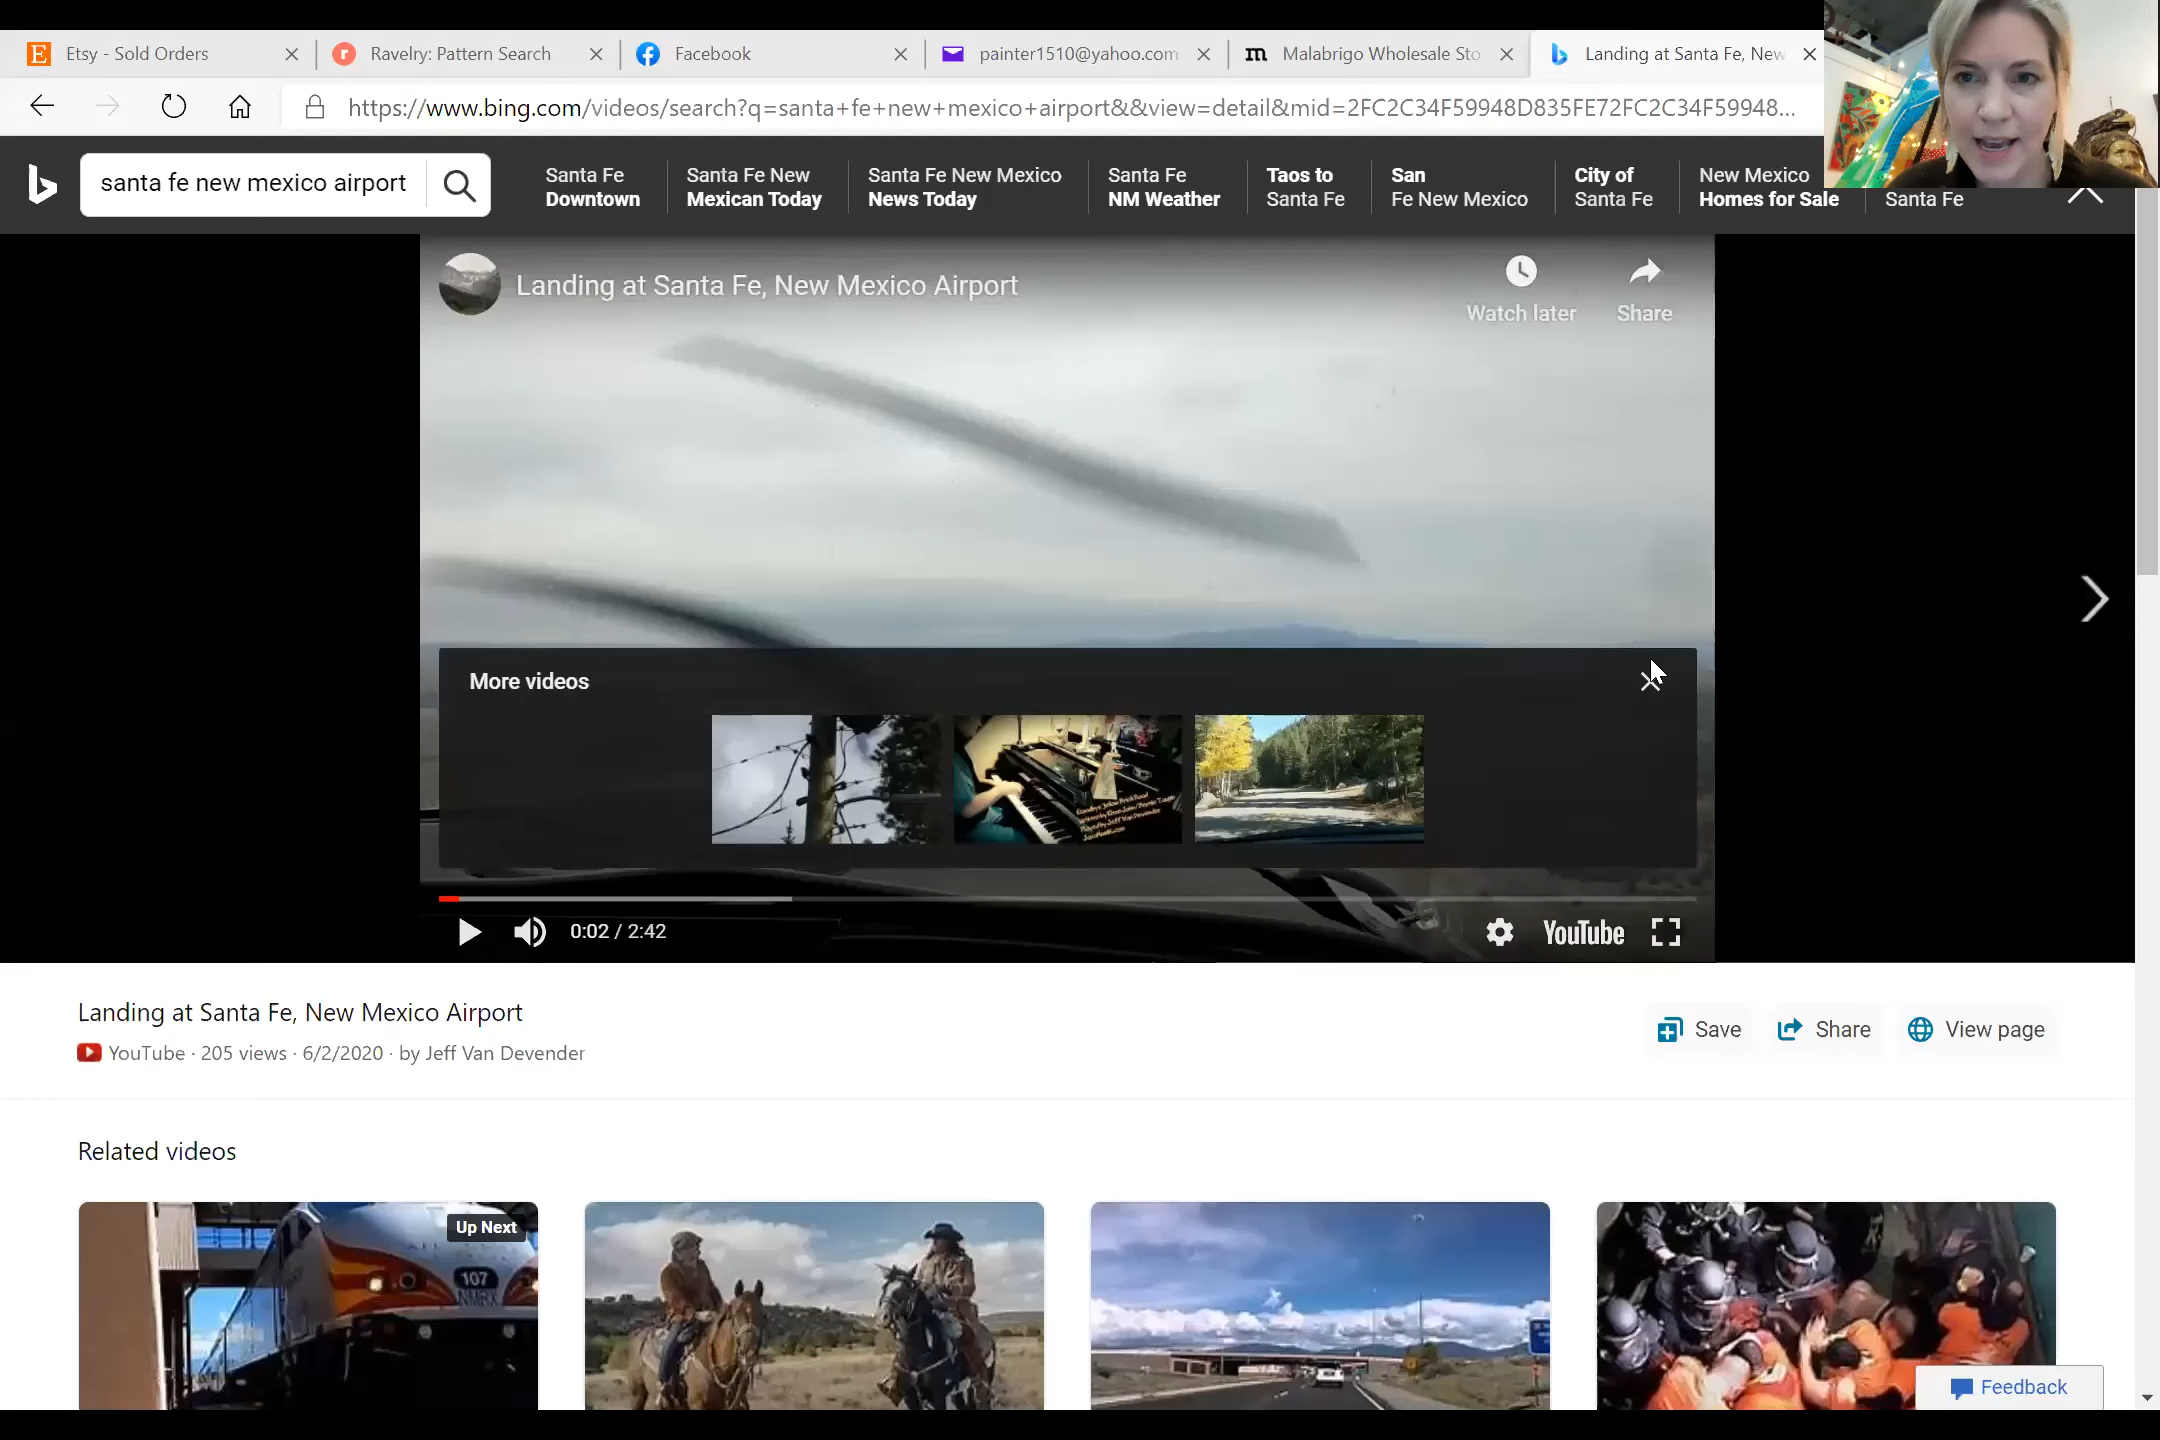 Etsy - Sold Orders
Ravelry: Pattern Search
Facebook
painter1510@yahoo.com
Malabrigo Wholesale Sto
Landing at Santa Fe, New
https://www.bing.com/videos/search?q=santa+fe+new+mexico+airport&&view=detail&mid=2FC2C34F59948D835FE72FC2C34F59948...
santa fe new mexico airport
Santa Fe
Downtown
Santa Fe New
Mexican Today
Santa Fe New Mexico
News Today
Santa Fe
NM Weather
Taos to
Santa Fe
San
Fe New Mexico
City of
Santa Fe
New Mexico
Homes for Sale
Santa Fe
Landing at Santa Fe, New Mexico Airport
Watch later
Share
More videos
0:02 / 2:42
YouTube
Landing at Santa Fe, New Mexico Airport
YouTube · 205 views · 6/2/2020 · by Jeff Van Devender
Save
Share
View page
Related videos
Up Next
107
Feedback